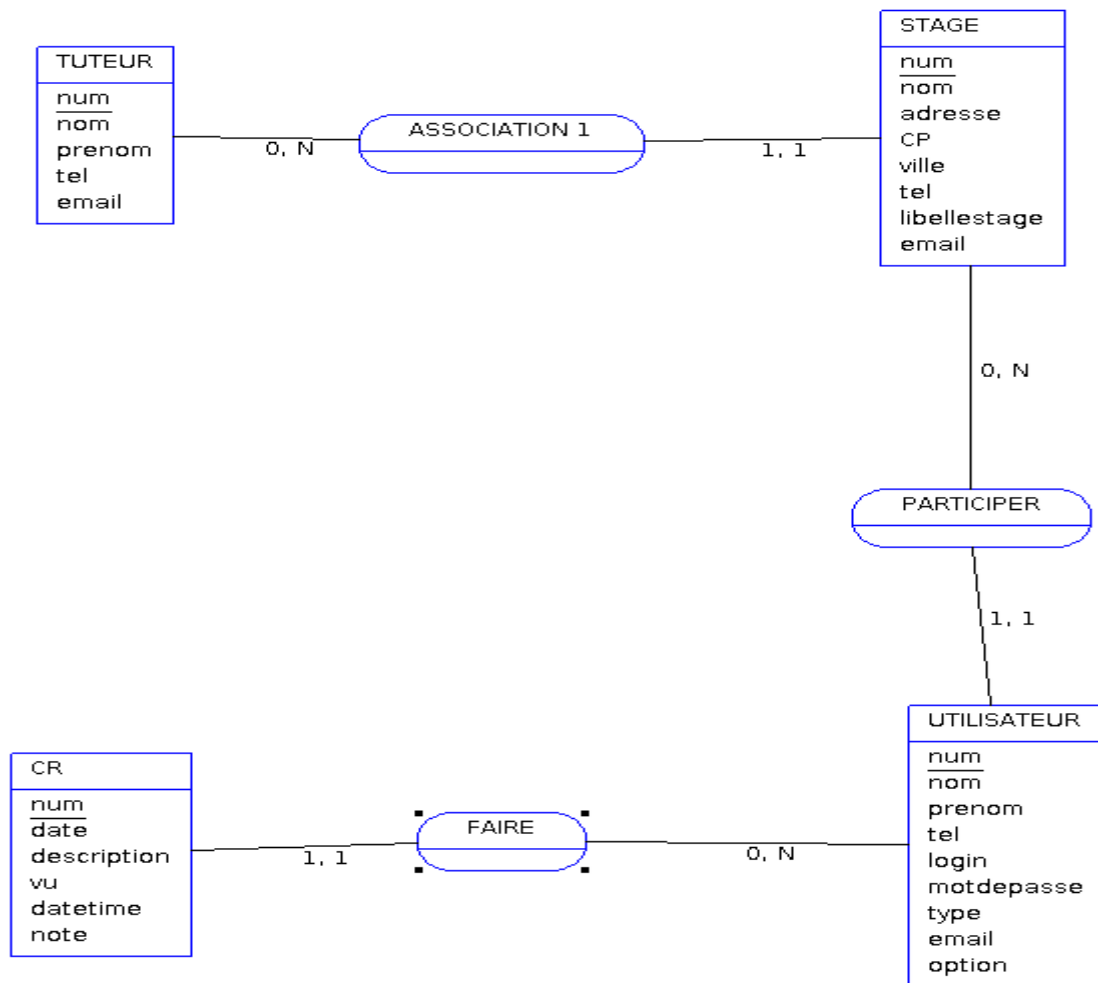 TUTEUR
num
nom
prenom
tel
email
0, N
ASSOCIATION 1
1, 1
STAGE
num
nom
adresse
CP
ville
tel
libellestage
email
0, N
PARTICIPER
1, 1
UTILISATEUR
num
nom
prenom
tel
login
motdepasse
type
email
option
CR
num
date
description
vu
datetime
note
1, 1
FAIRE
0, N